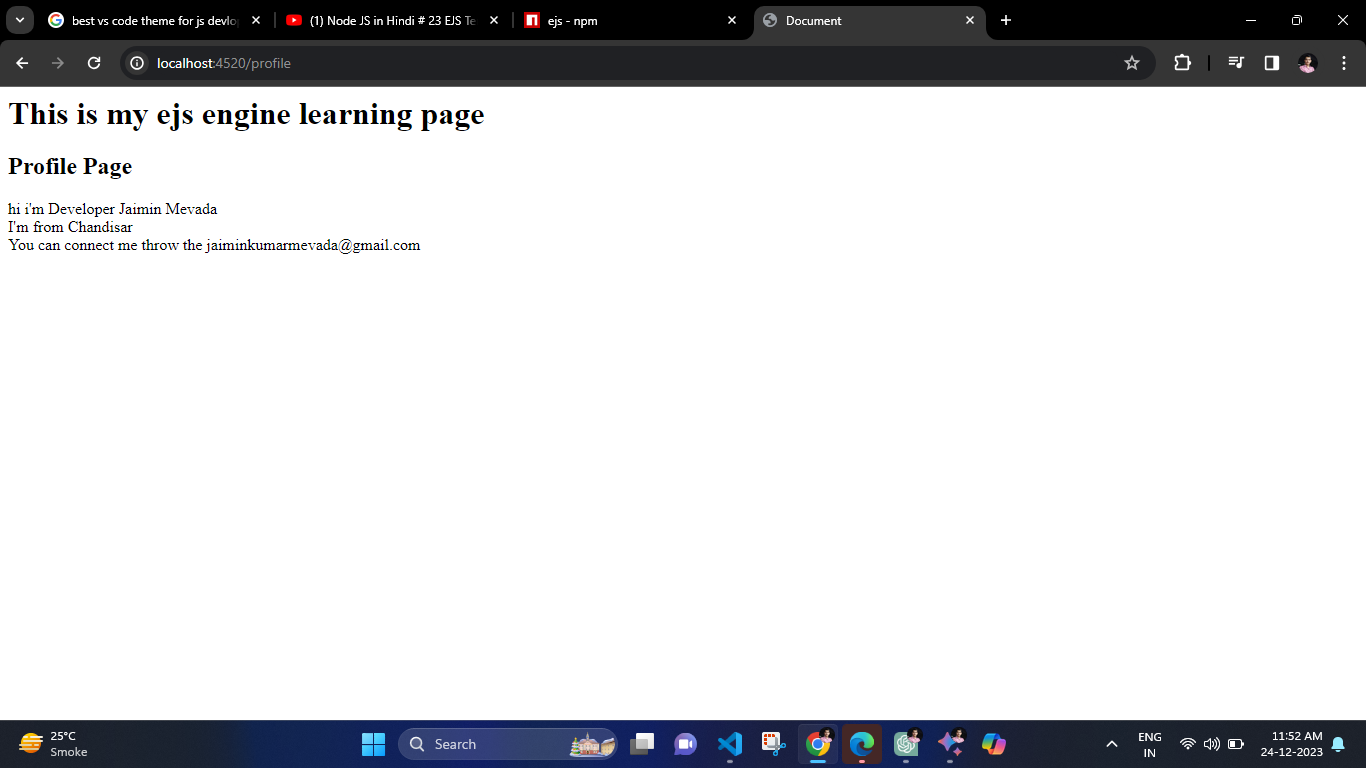 best vs code theme for js devlo
(1) Node JS in Hindi # 23 EJS Te
ejs - npm
Document
localhost:4520/profile
This is my ejs engine learning page
Profile Page
hi i'm Developer Jaimin Mevada
I'm from Chandisar
You can connect me throw the jaiminkumarmevada@gmail.com
25°C
Smoke
Search
ENG
IN
11:52 AM
24-12-2023